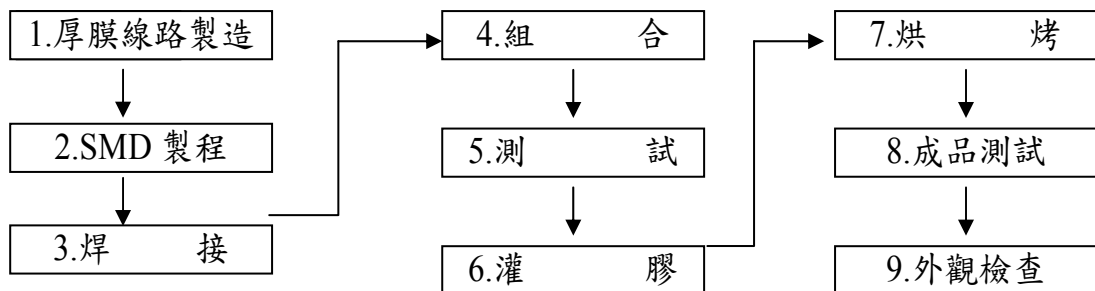 1.厚膜線路製造
2.SMD 製程
3.焊 接
4.組 合
5.測 試
6.灌 膠
7.烘 烤
8.成品測試
9.外觀檢查